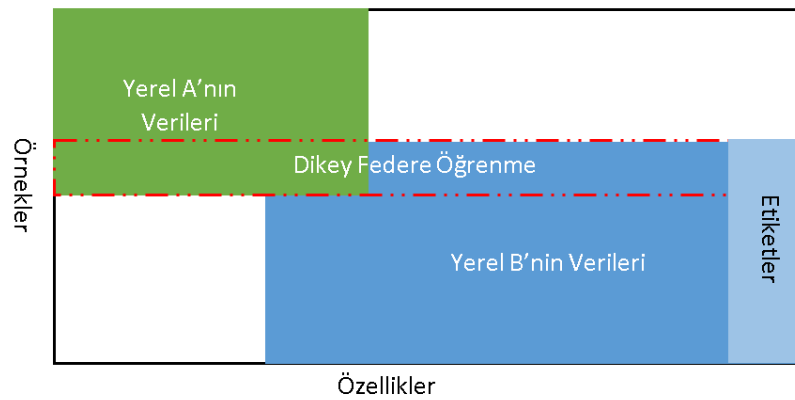 Yerel A’nın
Verileri
Örnekler
Dikey Federe Öğrenme
Etiketler
Yerel B’nin Verileri
Özellikler